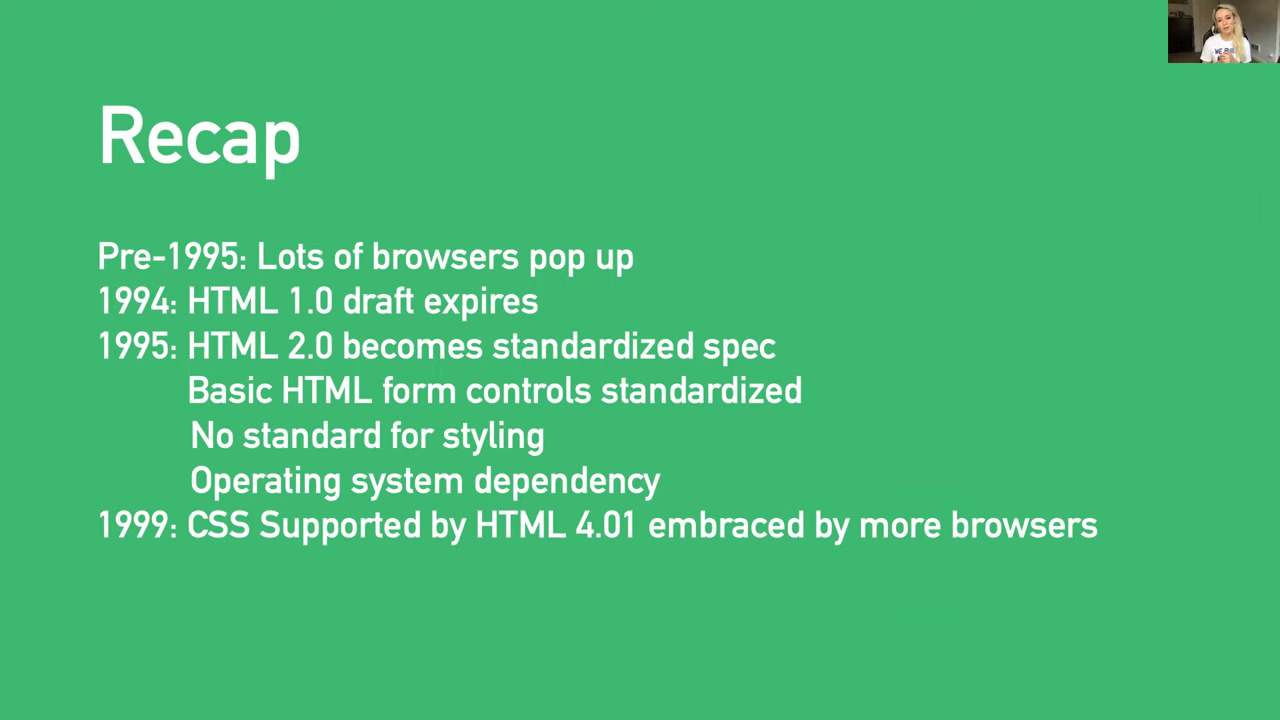 Recap
Pre-1995: Lots of browsers pop up
1994: HTML 1.0 draft expires
1995: HTML 2.0 becomes standardized spec
Basic HTML form controls standardized
No standard for styling
Operating system dependency
1999: CSS Supported by HTML 4.01 embraced by more browsers